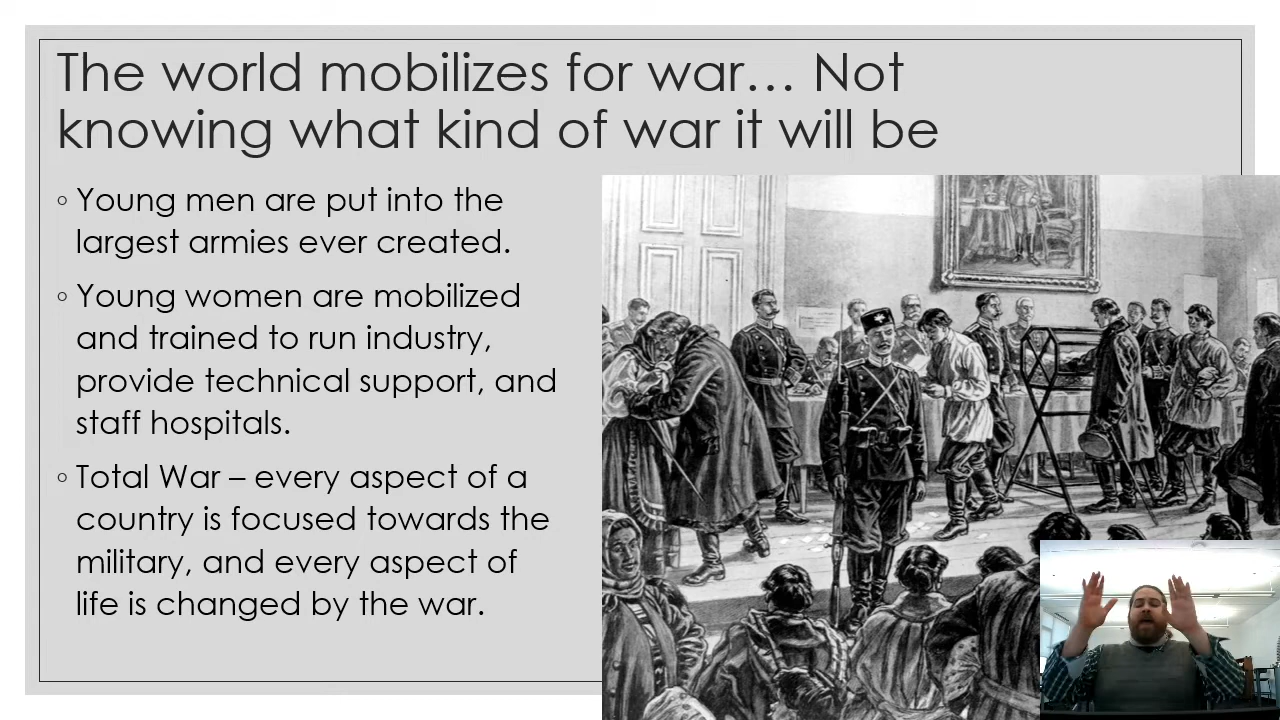 The world mobilizes for war… Not
knowing what kind of war it will be
◦ Young men are put into the
largest armies ever created.
◦ Young women are mobilized
and trained to run industry,
provide technical support, and
staff hospitals.
◦ Total War – every aspect of a
country is focused towards the
military, and every aspect of
life is changed by the war.